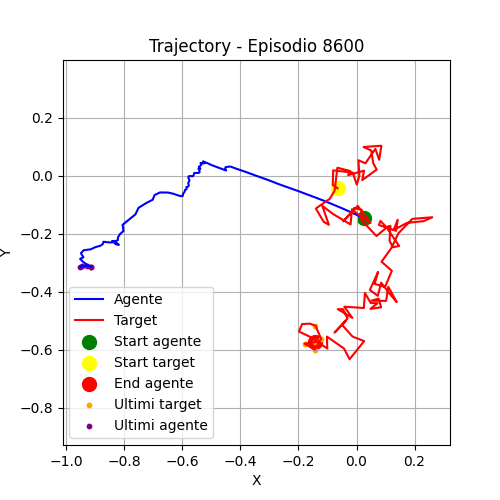 Trajectory - Episodio 8600
Y
0.2
0.0
−0.2
−0.4
−0.6
−0.8
Agente
Target
Start agente
Start target
End agente
Ultimi target
Ultimi agente
−1.0 −0.8 −0.6 −0.4 −0.2 0.0 0.2
X